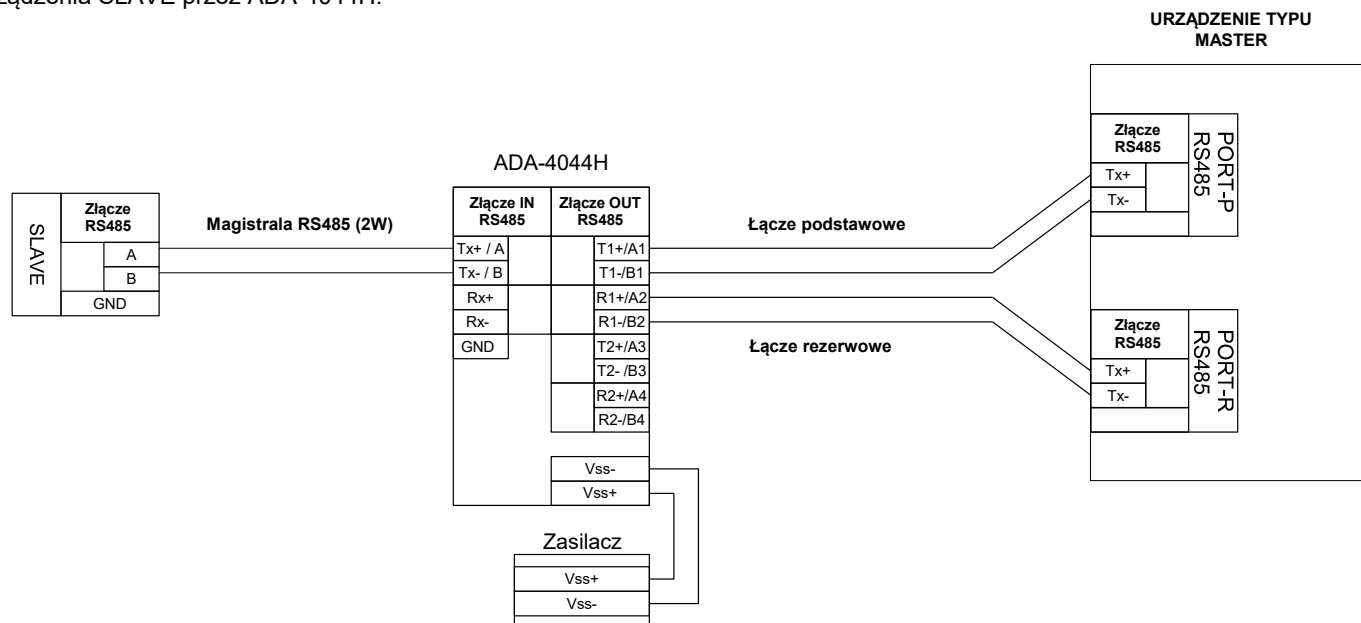 URZĄDZENIE TYPU
MASTER
Złącze
RS485
PORT-P
RS485
Tx+
Tx-
ADA-4044H
SLAVE
Złącze
RS485
A
B
GND
Magistrala RS485 (2W)
Złącze IN
RS485
Złącze OUT
RS485
Tx+ / A
Tx- / B
Rx+
Rx-
GND
T1+/A1
T1-/B1
R1+/A2
R1-/B2
T2+/A3
T2- /B3
R2+/A4
R2-/B4
Łącze podstawowe
Łącze rezerwowe
Złącze
RS485
PORT-R
RS485
Tx+
Tx-
Vss-
Vss+
Zasilacz
Vss+
Vss-